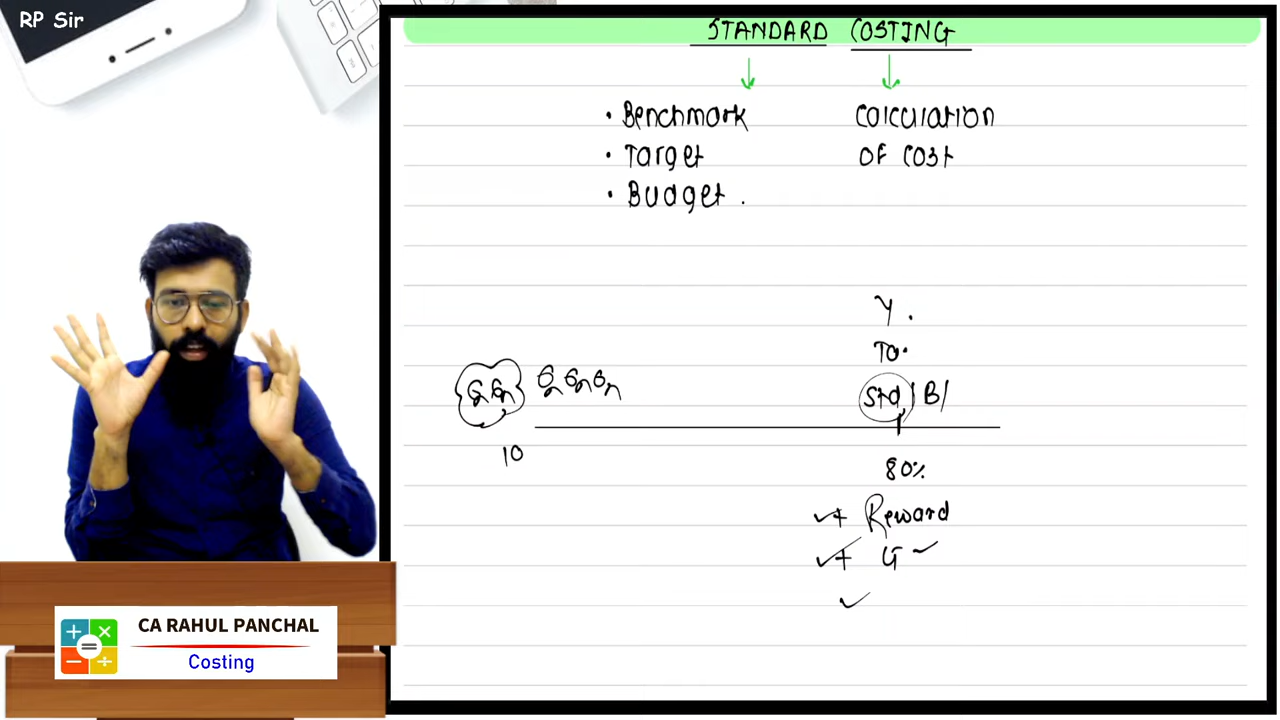 RP Sir
STANDARD COSTING
• Benchmark
Calculation
• Target
OF COST
• Budget .
Y .
TO.
Std | B/
10
80%
+ Reward
+ G
CA RAHUL PANCHAL
Costing